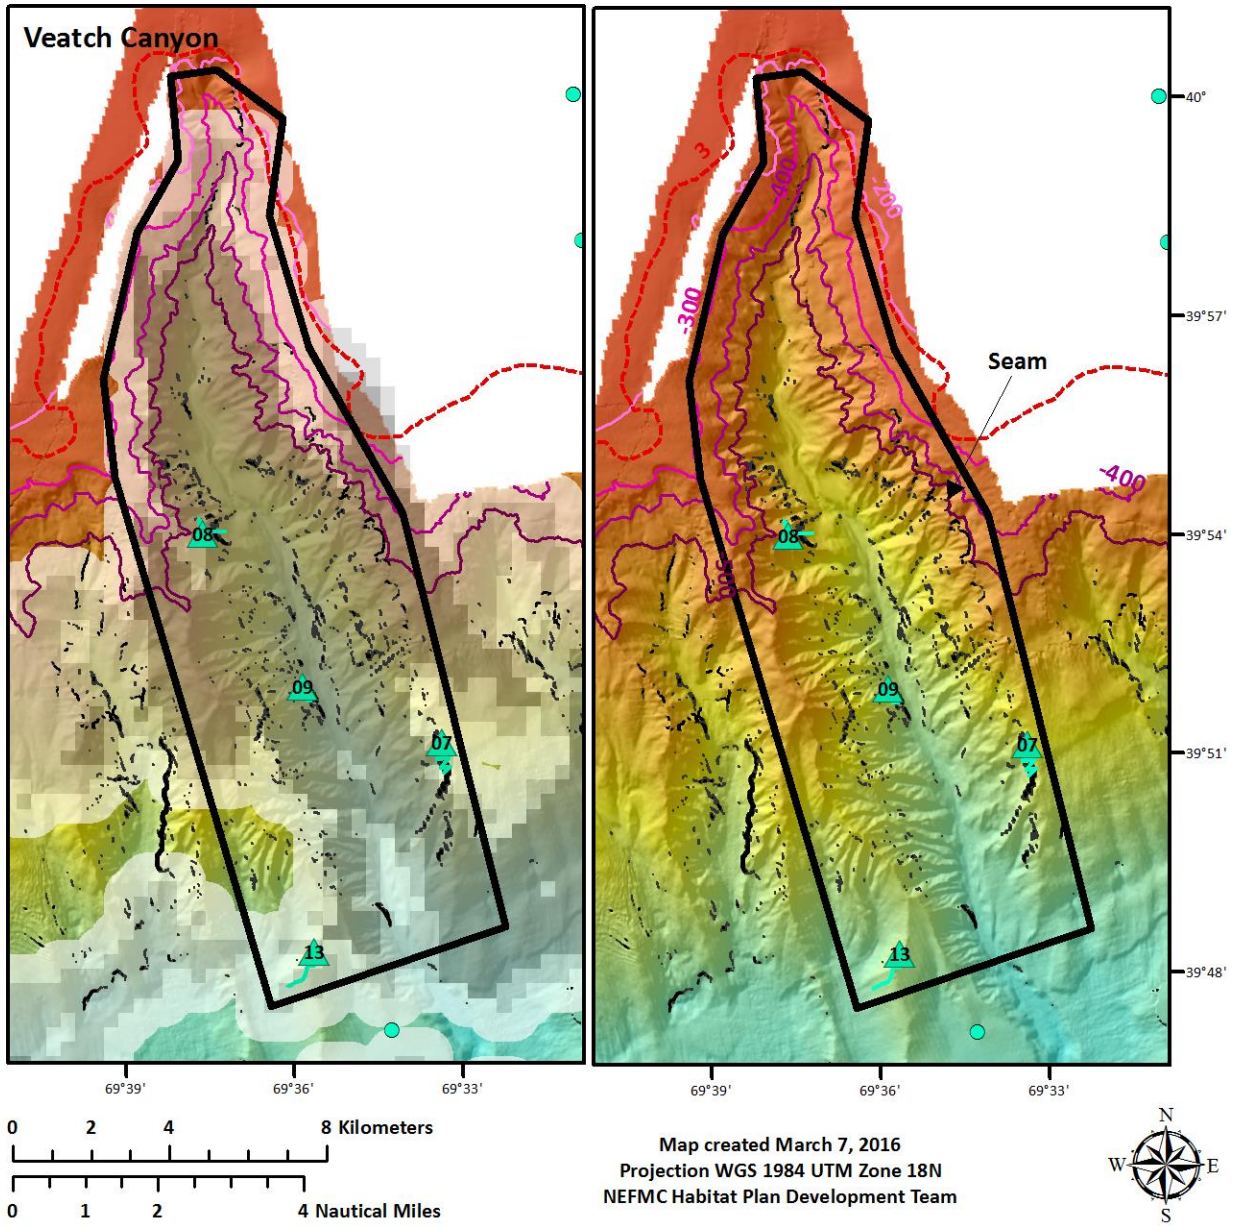 Veatch Canyon
08
09
07
13
69°39'
69°36'
69°33'
3
-400
-200
-300
Seam
-400
08
500
09
07
13
40°
39°57'
39°54'
39°51'
39°48'
69°39'
69°36'
69°33'
0 2 4 8 Kilometers
0 1 2 4 Nautical Miles
Map created March 7, 2016
Projection WGS 1984 UTM Zone 18N
NEFMC Habitat Plan Development Team
N
W E
S